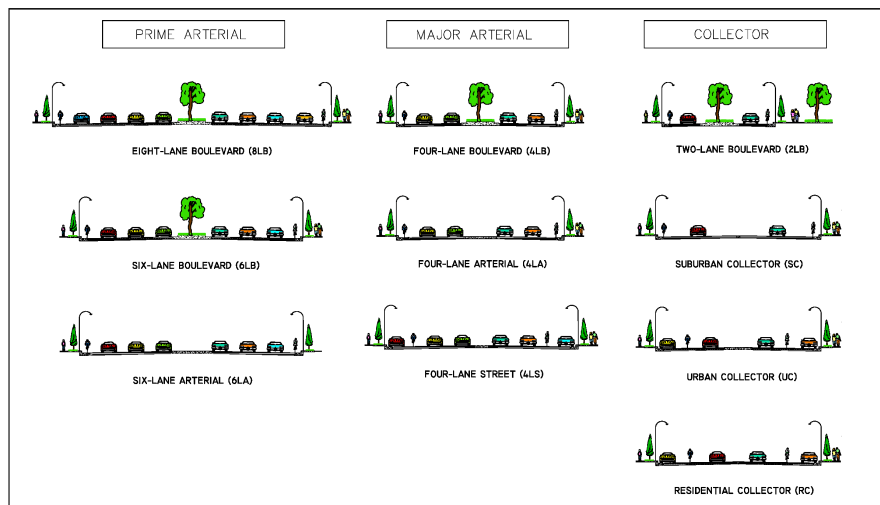 PRIME ARTERIAL
MAJOR ARTERIAL
COLLECTOR
EIGHT-LANE BOULEVARD (8LB)
FOUR-LANE BOULEVARD (4LB)
TWO-LANE BOULEVARD (2LB)
SIX-LANE BOULEVARD (6LB)
FOUR-LANE ARTERIAL (4LA)
SUBURBAN COLLECTOR (SC)
SIX-LANE ARTERIAL (6LA)
FOUR-LANE STREET (4LS)
URBAN COLLECTOR (UC)
RESIDENTIAL COLLECTOR (RC)